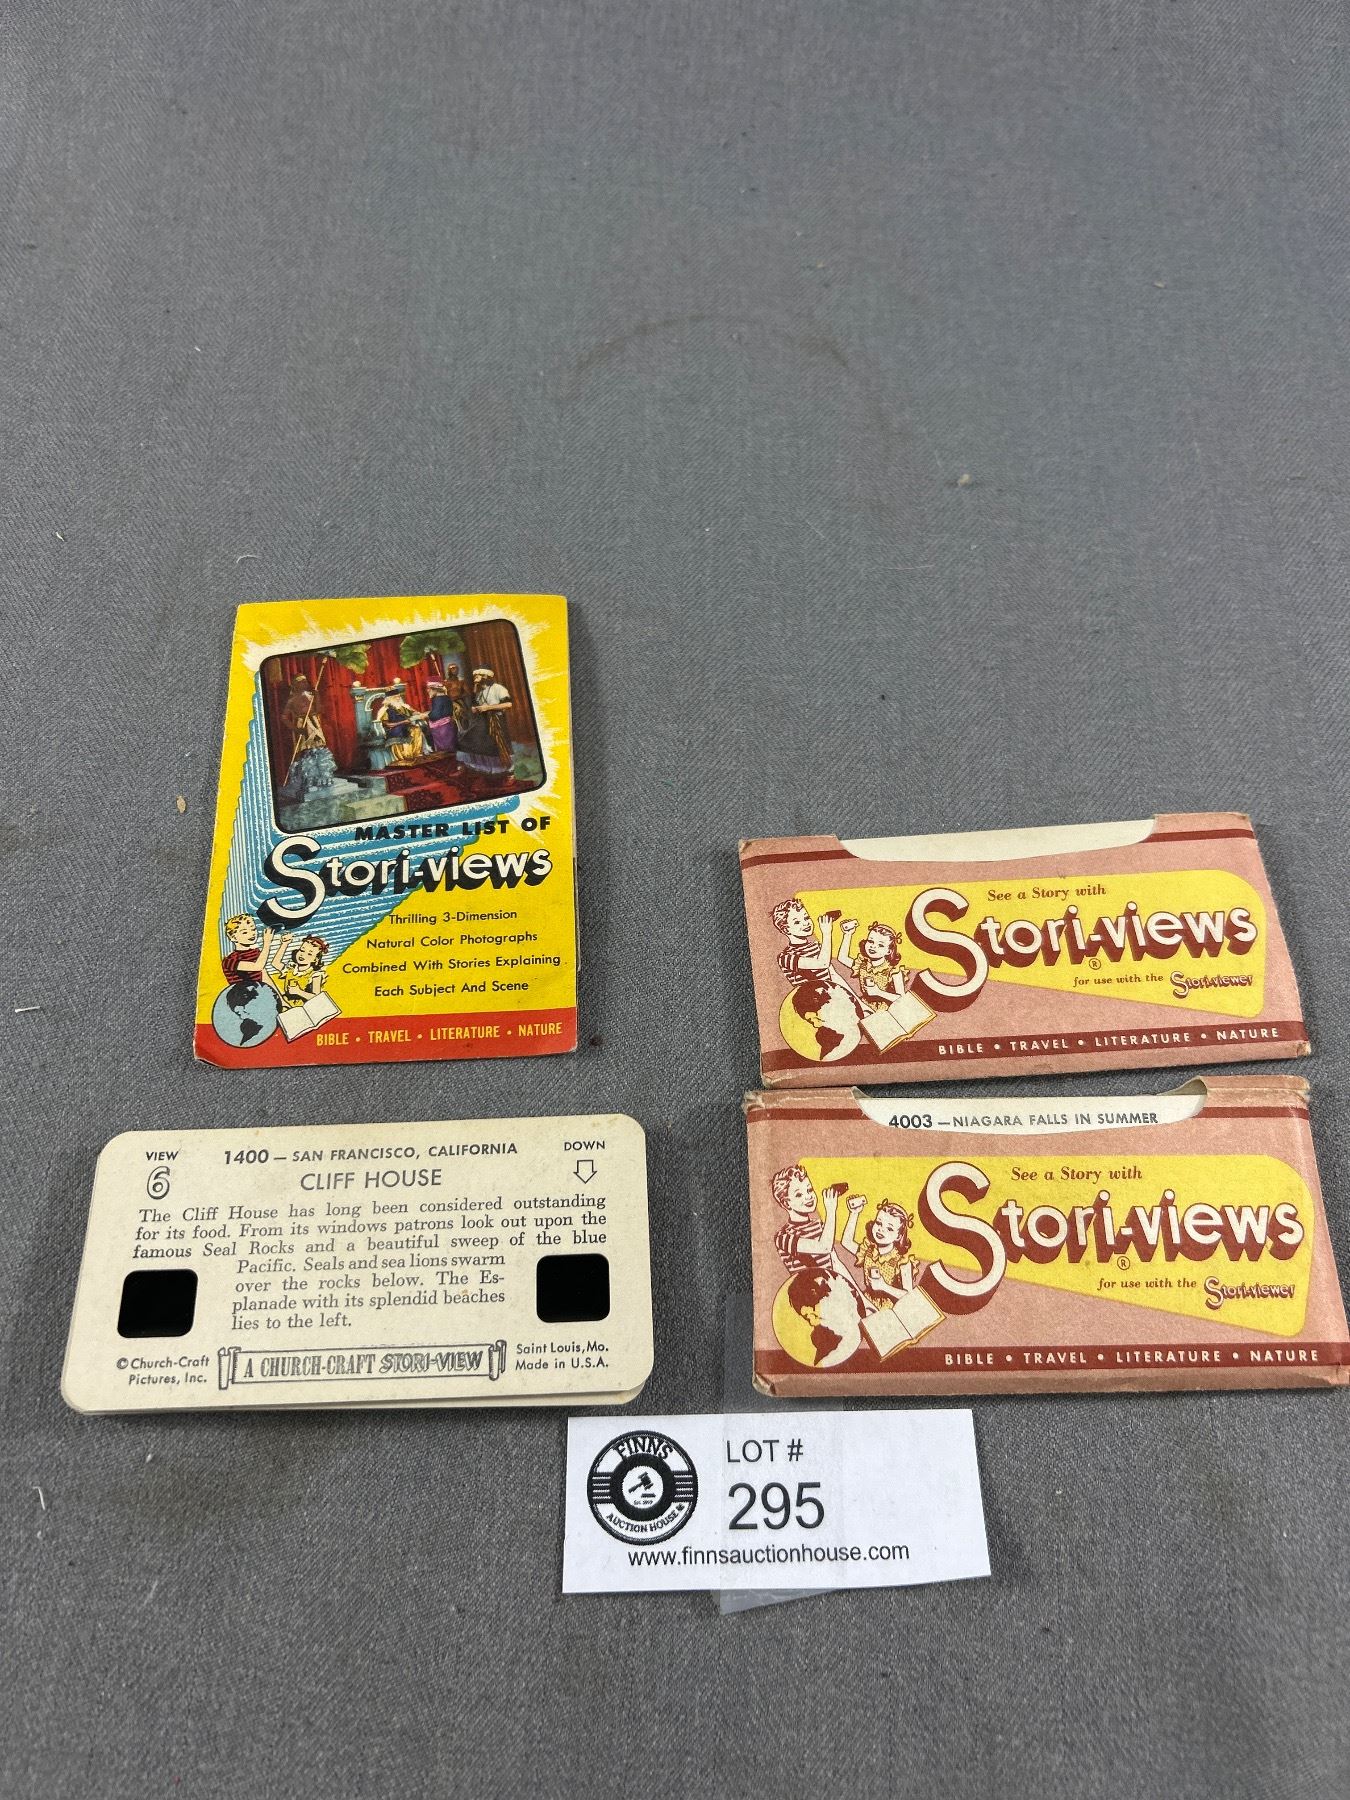 MASTER LIST OF
Stori-views
Thrilling 3-Dimension
Natural Color Photographs
Combined With Stories Explaining
Each Subject And Scene
BIBLE • TRAVEL • LITERATURE • NATURE
See a Story with
Stori-views
®
for use with the Stori-viewer
BIBLE • TRAVEL • LITERATURE • NATURE
4003 — NIAGARA FALLS IN SUMMER
See a Story with
Stori-views
®
for use with the Stori-viewer
BIBLE • TRAVEL • LITERATURE • NATURE
VIEW
6
1400 — SAN FRANCISCO, CALIFORNIA
DOWN
CLIFF HOUSE
The Cliff House has long been considered outstanding
for its food. From its windows patrons look out upon the
famous Seal Rocks and a beautiful sweep of the blue
Pacific. Seals and sea lions swarm
over the rocks below. The Es-
planade with its splendid beaches
lies to the left.
© Church-Craft
Pictures, Inc.
A CHURCH-CRAFT STORI-VIEW
Saint Louis, Mo.
Made in U.S.A.
FINNS
AUCTION HOUSE
LOT #
295
www.finnsauctionhouse.com